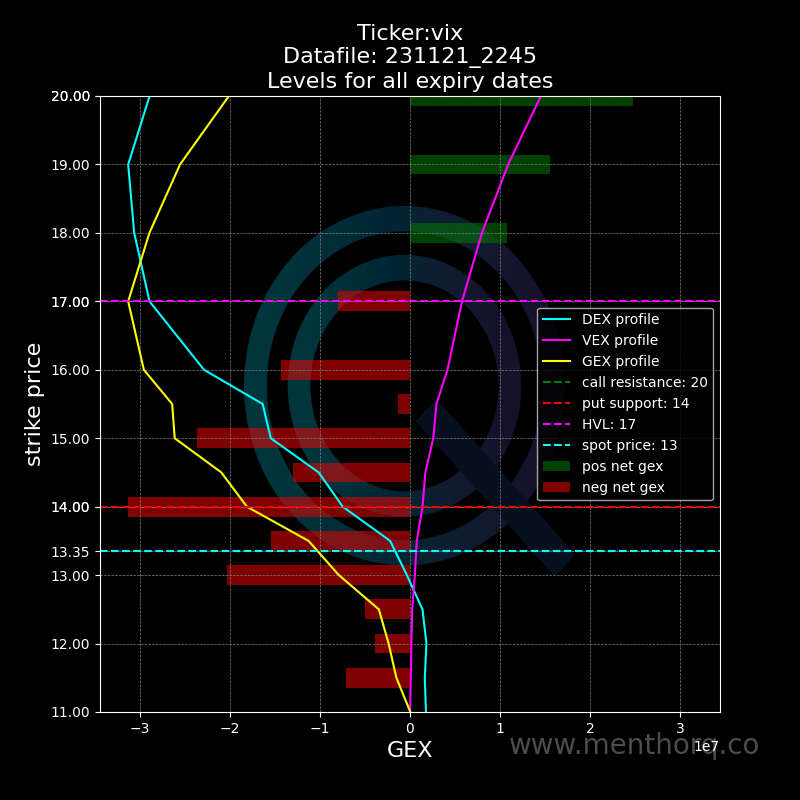 Ticker:vix
Datafile: 231121_2245
Levels for all expiry dates
20.00
19.00
18.00
17.00
16.00
15.00
14.00
13.35
13.00
12.00
11.00
strike price
DEX profile
VEX profile
GEX profile
call resistance: 20
put support: 14
HVL: 17
spot price: 13
pos net gex
neg net gex
−3 −2 −1 0 1 2 3
1e7
GEX
www.menthorq.co